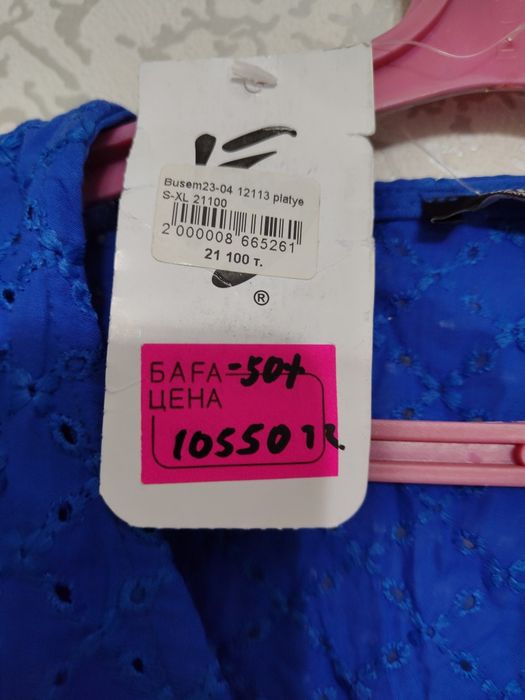 Busem23-04 12113 platye
S-XL 21100
2 000008 665261
21 100 т.
®
БАҒА -50%
ЦЕНА
10550 тг